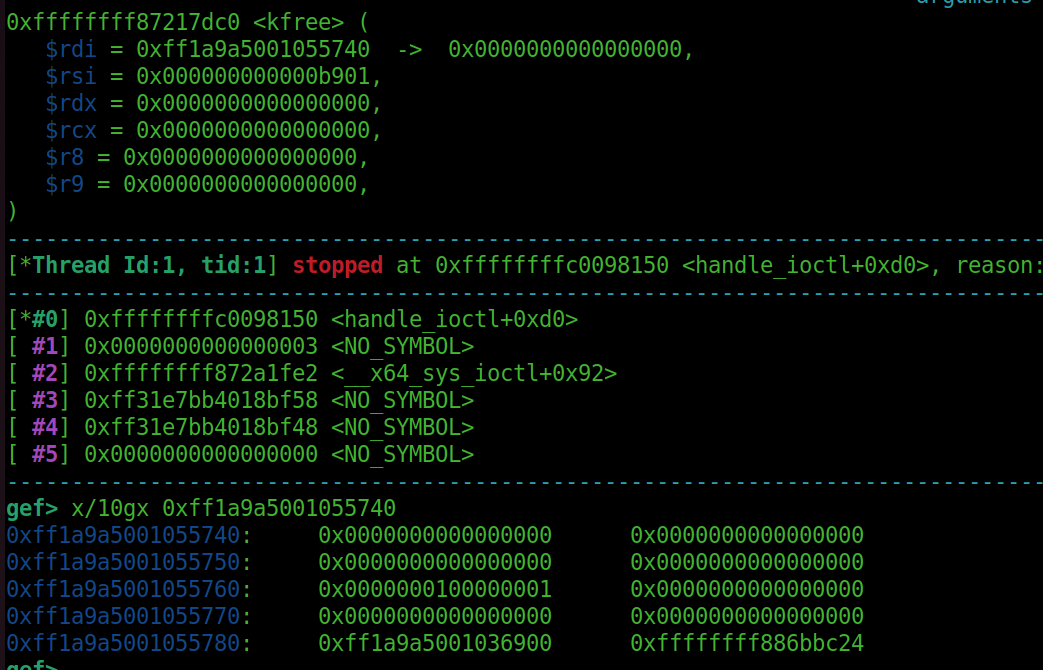 arguments
0xffffffff87217dc0 <kfree> (
$rdi = 0xff1a9a5001055740 -> 0x0000000000000000,
$rsi = 0x000000000000b901,
$rdx = 0x0000000000000000,
$rcx = 0x0000000000000000,
$r8 = 0x0000000000000000,
$r9 = 0x0000000000000000,
)
--------------------------------------------------------------------------------
[*Thread Id:1, tid:1] stopped at 0xffffffffc0098150 <handle_ioctl+0xd0>, reason:
--------------------------------------------------------------------------------
[*#0] 0xffffffffc0098150 <handle_ioctl+0xd0>
[ #1] 0x0000000000000003 <NO_SYMBOL>
[ #2] 0xffffffff872a1fe2 <__x64_sys_ioctl+0x92>
[ #3] 0xff31e7bb4018bf58 <NO_SYMBOL>
[ #4] 0xff31e7bb4018bf48 <NO_SYMBOL>
[ #5] 0x0000000000000000 <NO_SYMBOL>
--------------------------------------------------------------------------------
gef> x/10gx 0xff1a9a5001055740
0xff1a9a5001055740: 0x0000000000000000 0x0000000000000000
0xff1a9a5001055750: 0x0000000000000000 0x0000000000000000
0xff1a9a5001055760: 0x0000000100000001 0x0000000000000000
0xff1a9a5001055770: 0x0000000000000000 0x0000000000000000
0xff1a9a5001055780: 0xff1a9a5001036900 0xffffffff886bbc24
gef>